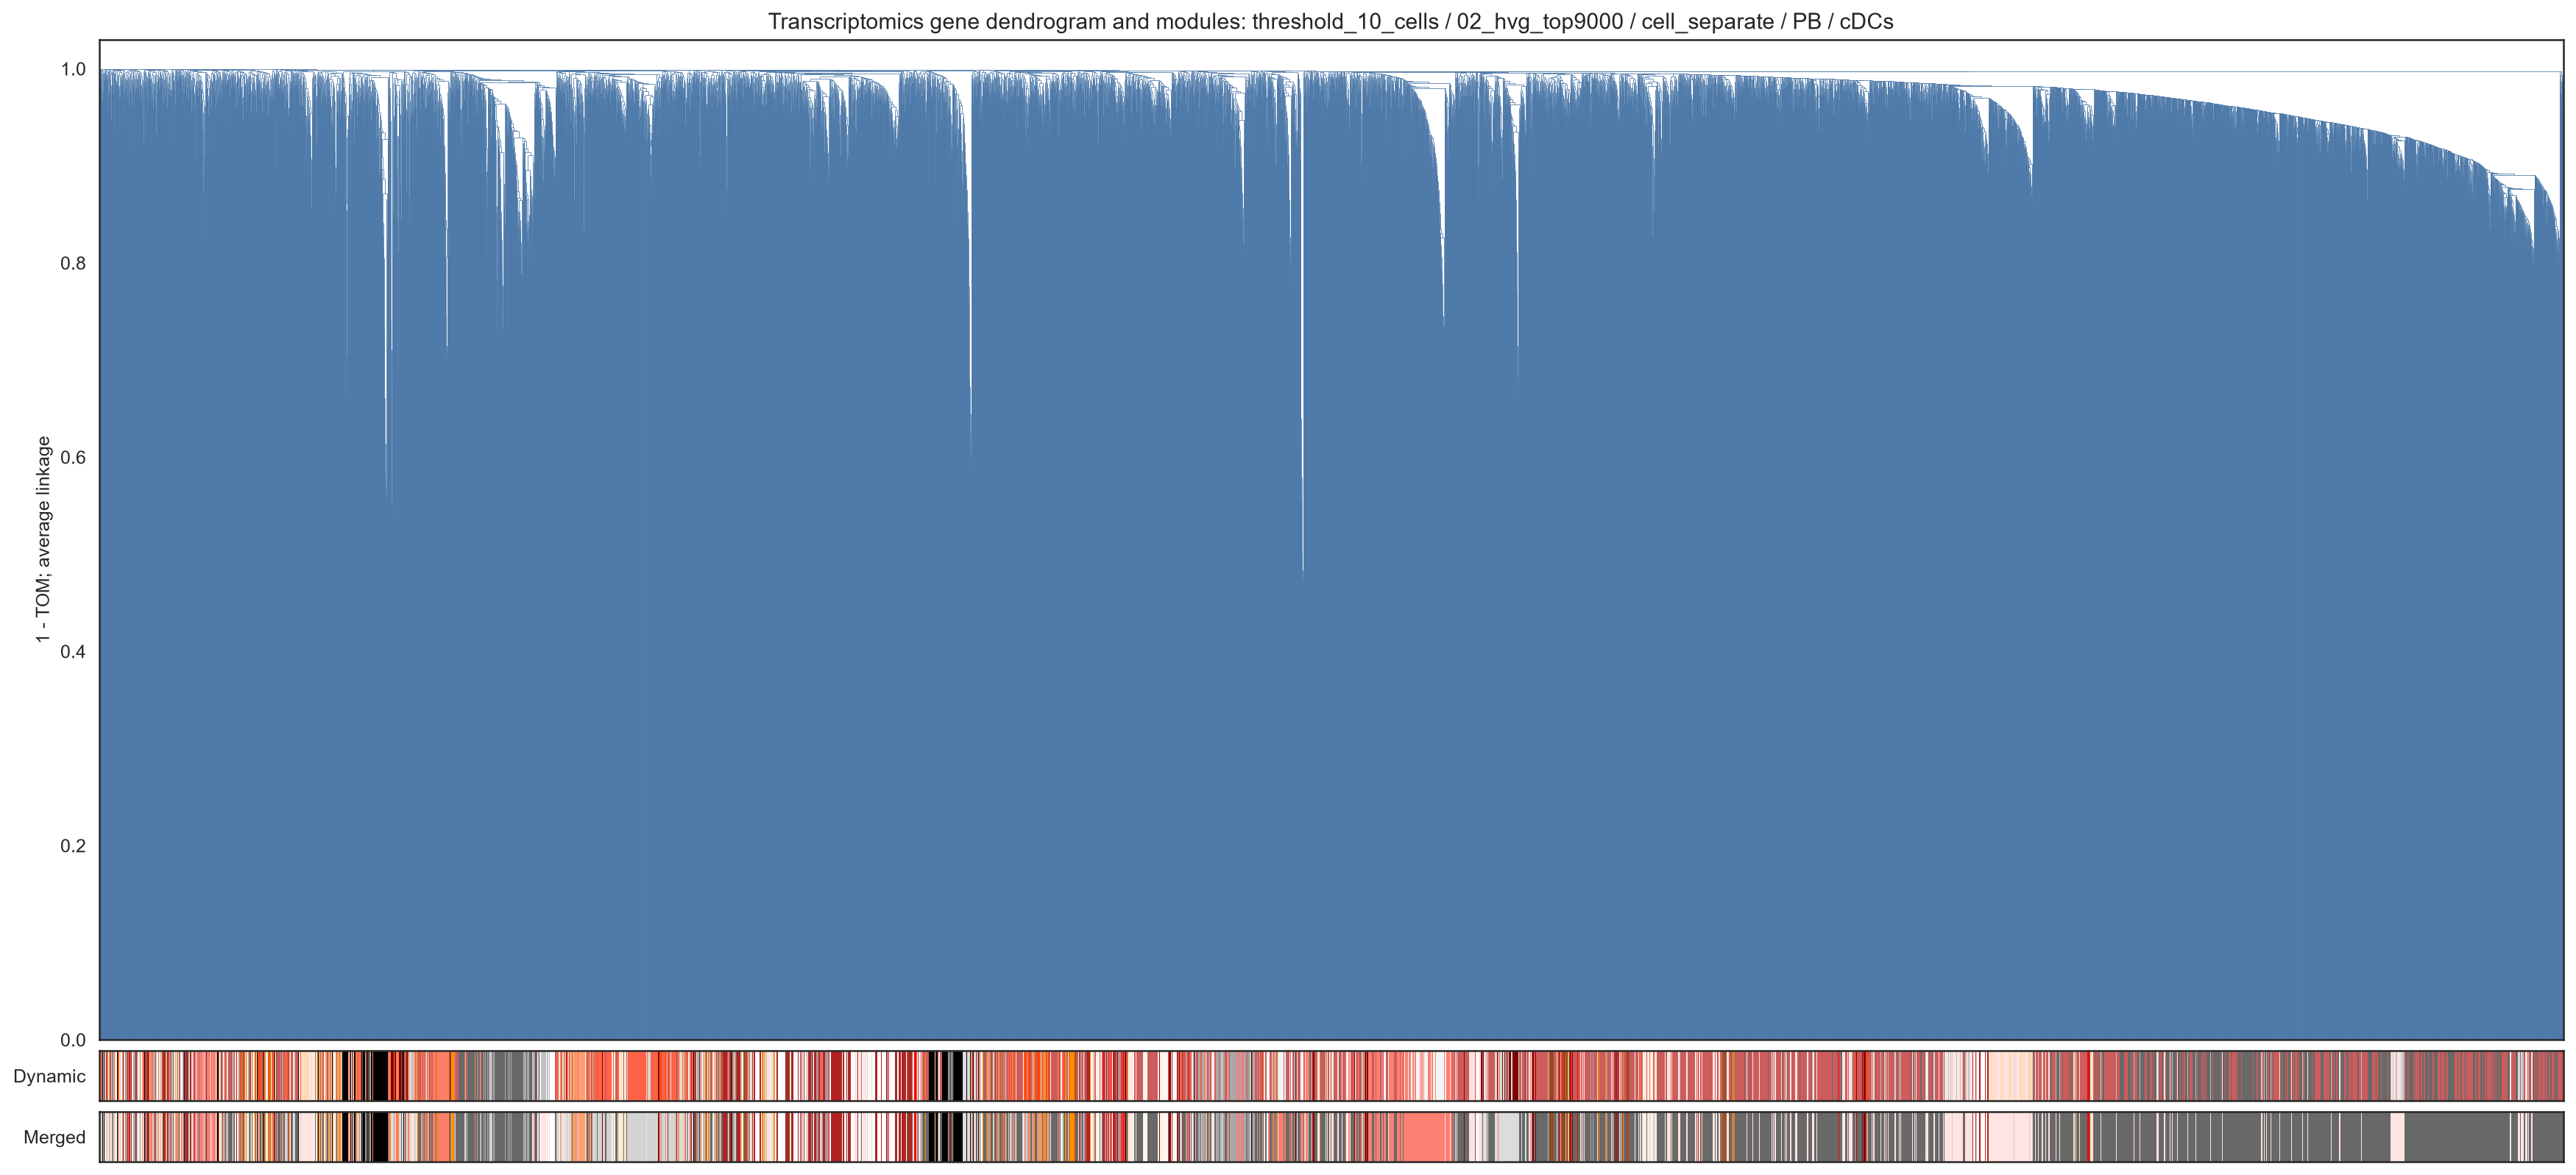 Transcriptomics gene dendrogram and modules: threshold_10_cells / 02_hvg_top9000 / cell_separate / PB / cDCs
1.0
0.8
0.6
0.4
0.2
0.0
1 - TOM; average linkage
Dynamic
Merged